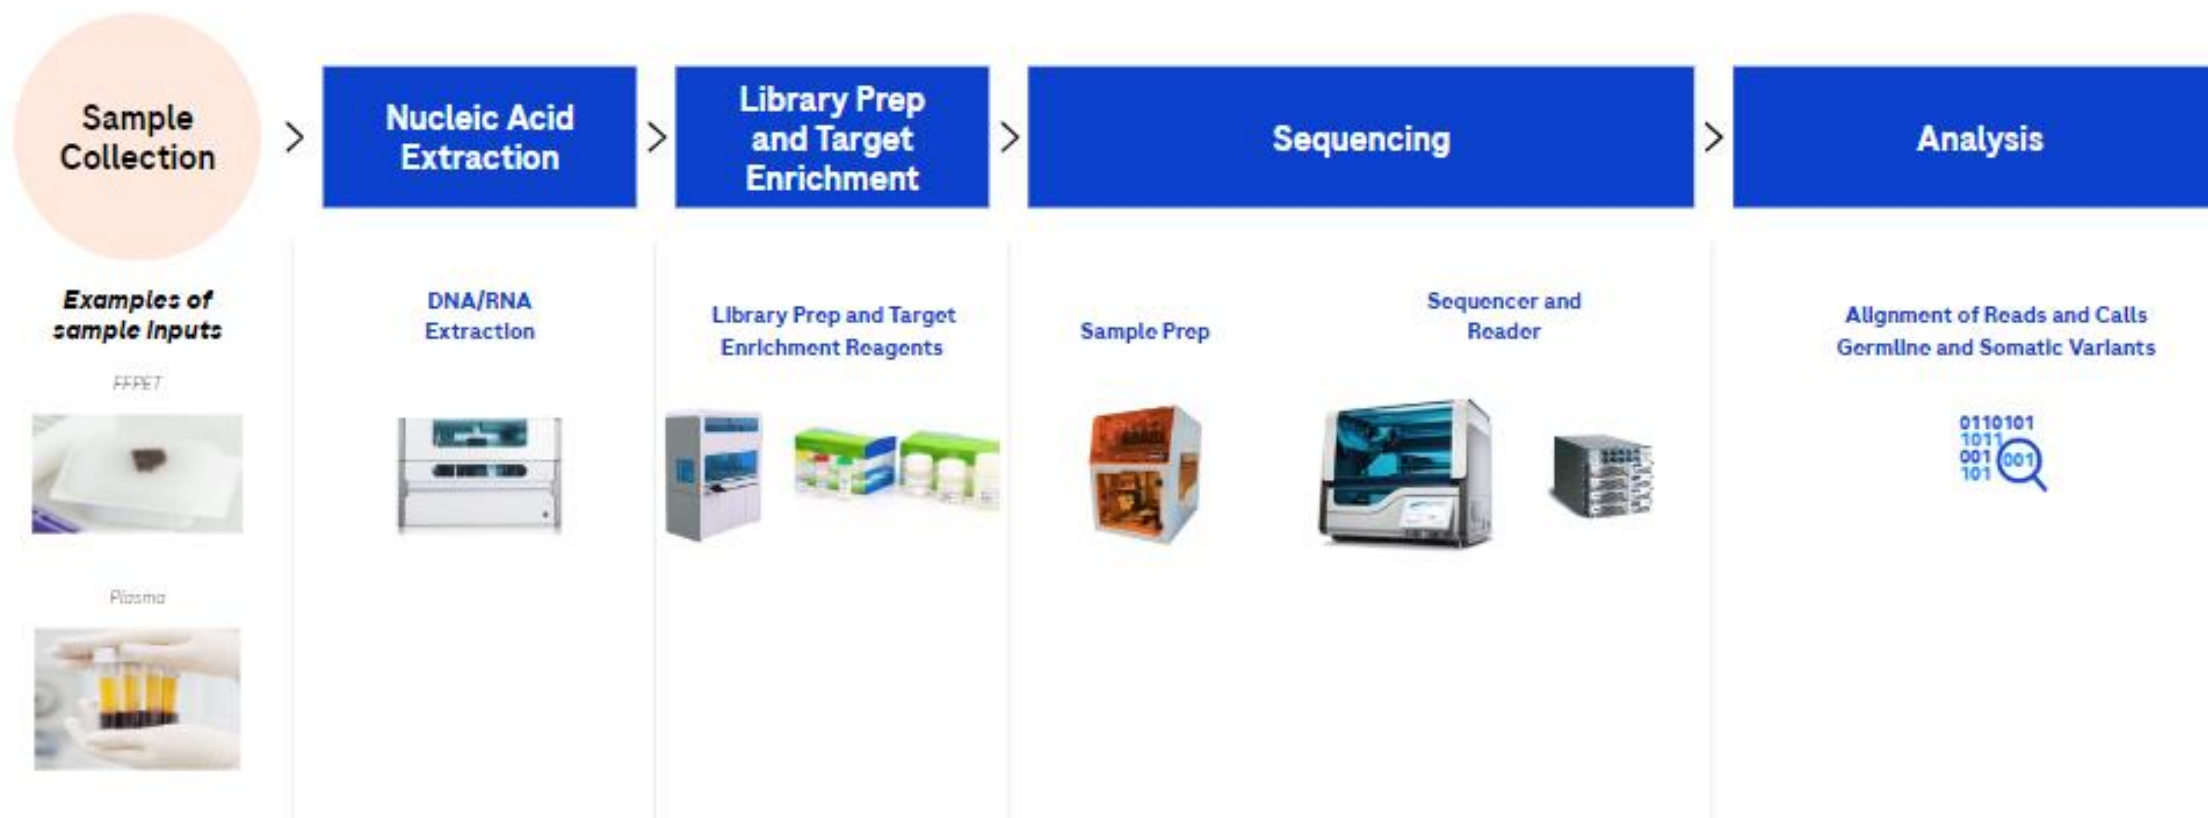 Sample
Collection
>
Nucleic Acid
Extraction
>
Library Prep
and Target
Enrichment
>
Sequencing
>
Analysis
Examples of
sample inputs
FFPET
Plasma
DNA/RNA
Extraction
Library Prep and Target
Enrichment Reagents
Sample Prep
Sequencer and
Reader
Alignment of Reads and Calls
Germline and Somatic Variants
0110101
1011
001 001
101